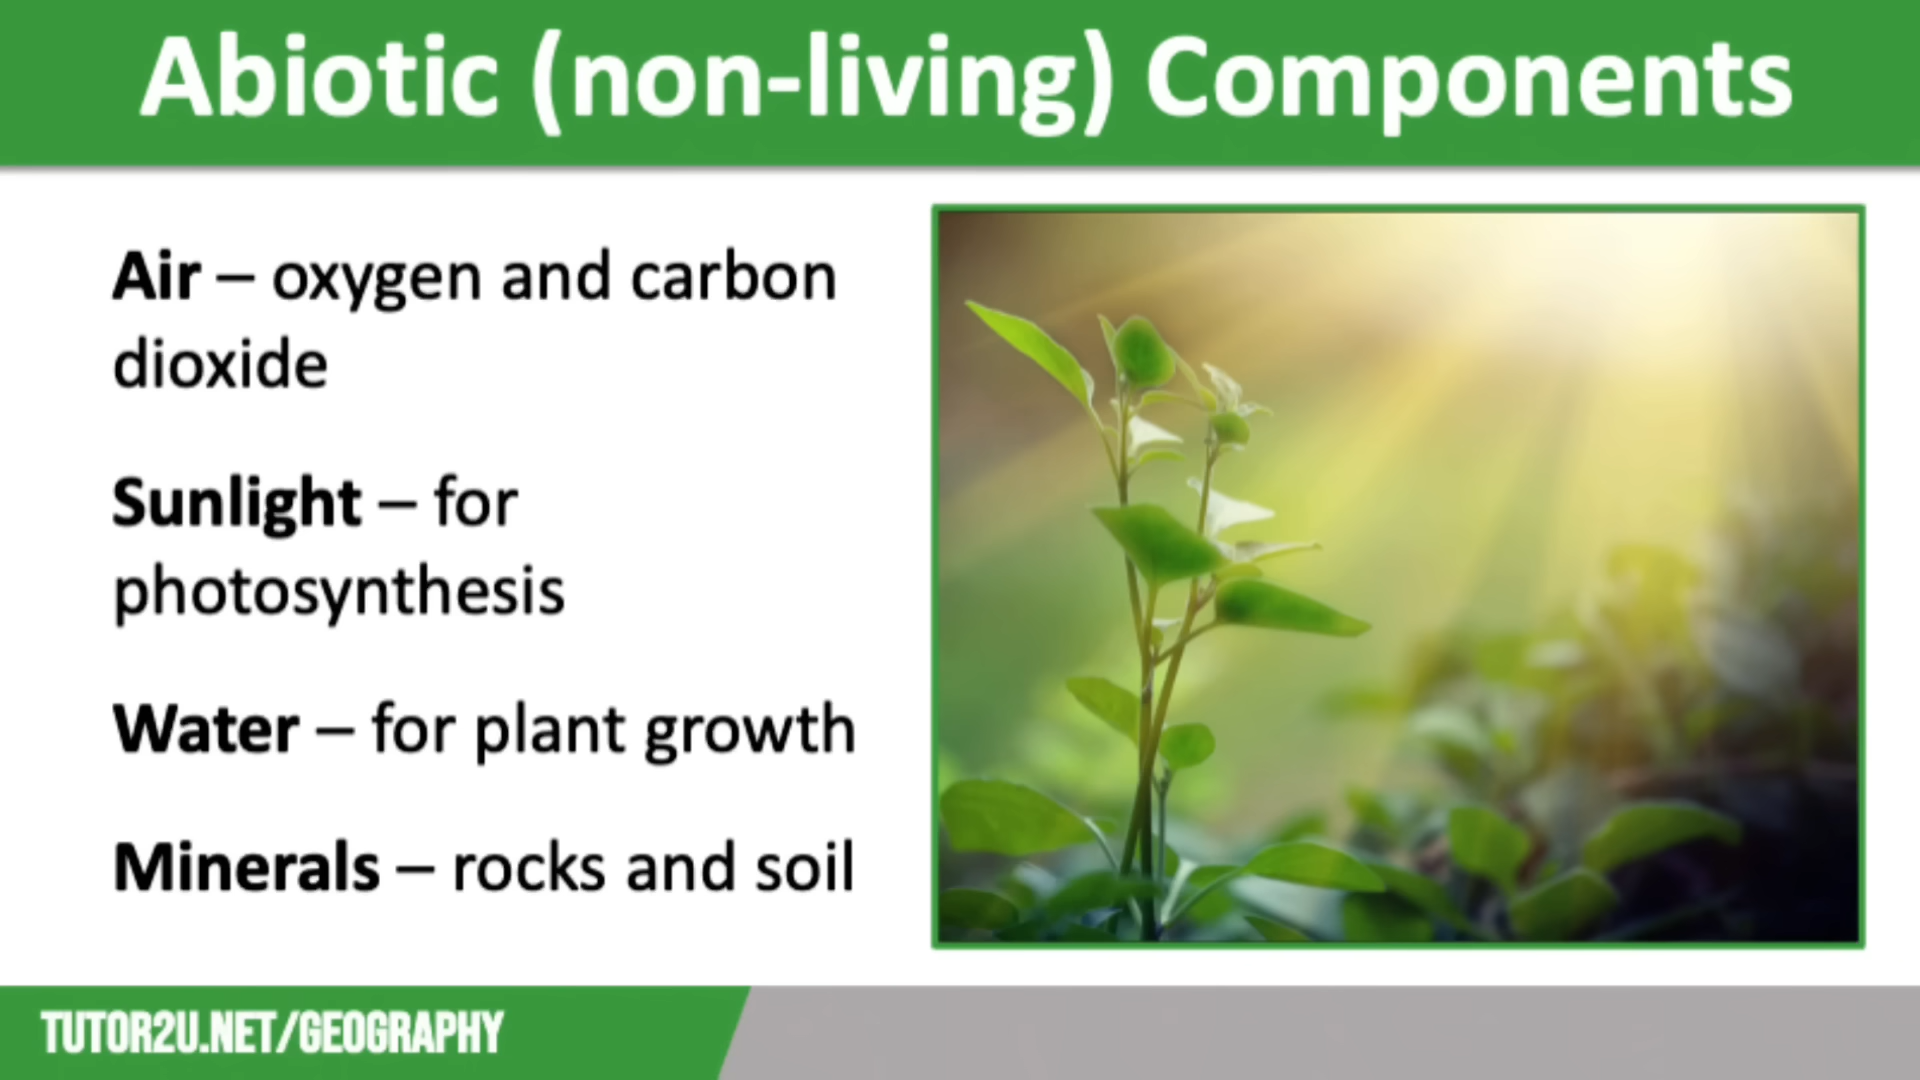 Abiotic (non-living) Components
Air – oxygen and carbon
dioxide
Sunlight – for
photosynthesis
Water – for plant growth
Minerals – rocks and soil
TUTOR2U.NET/GEOGRAPHY